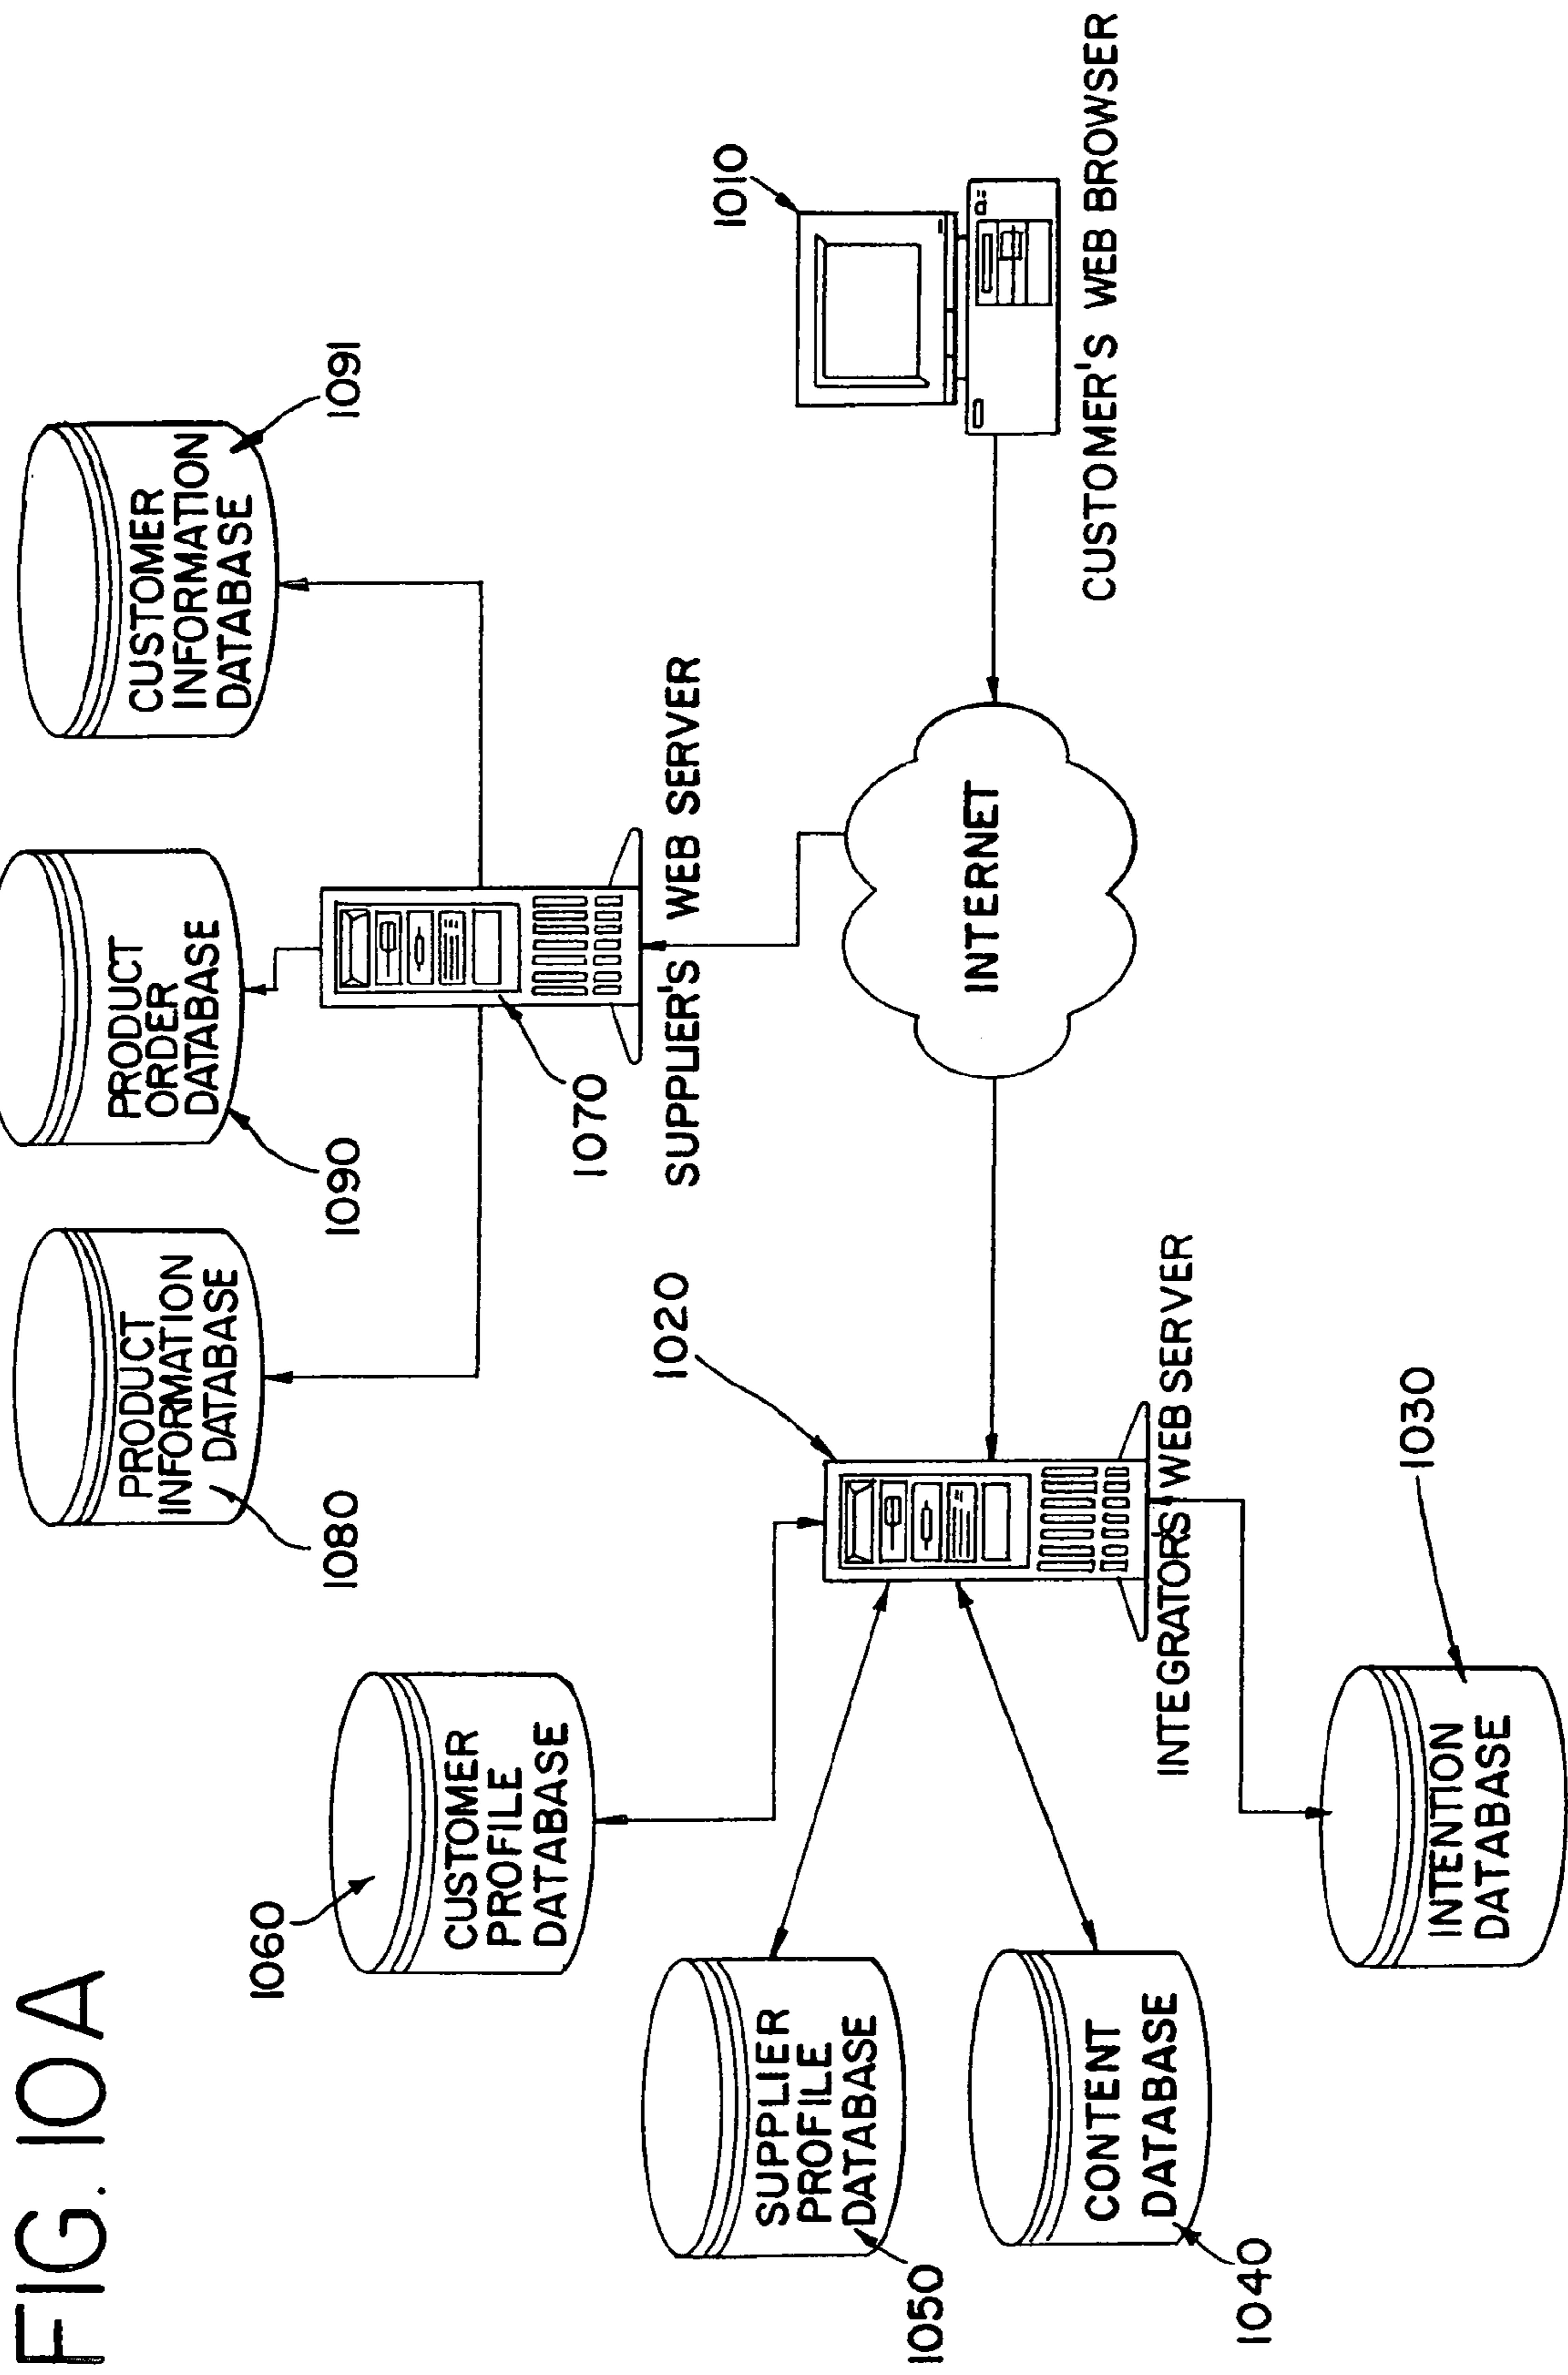 FIG. 10A
1060
CUSTOMER
PROFILE
DATABASE
SUPPLIER
PROFILE
DATABASE
1050
CONTENT
DATABASE
1040
INTENTION
DATABASE
1030
1020
INTEGRATOR'S WEB SERVER
PRODUCT
INFORMATION
DATABASE
1080
PRODUCT
ORDER
DATABASE
1090
CUSTOMER
INFORMATION
DATABASE
1091
1070
SUPPLIER'S WEB SERVER
INTERNET
1010
CUSTOMER'S WEB BROWSER